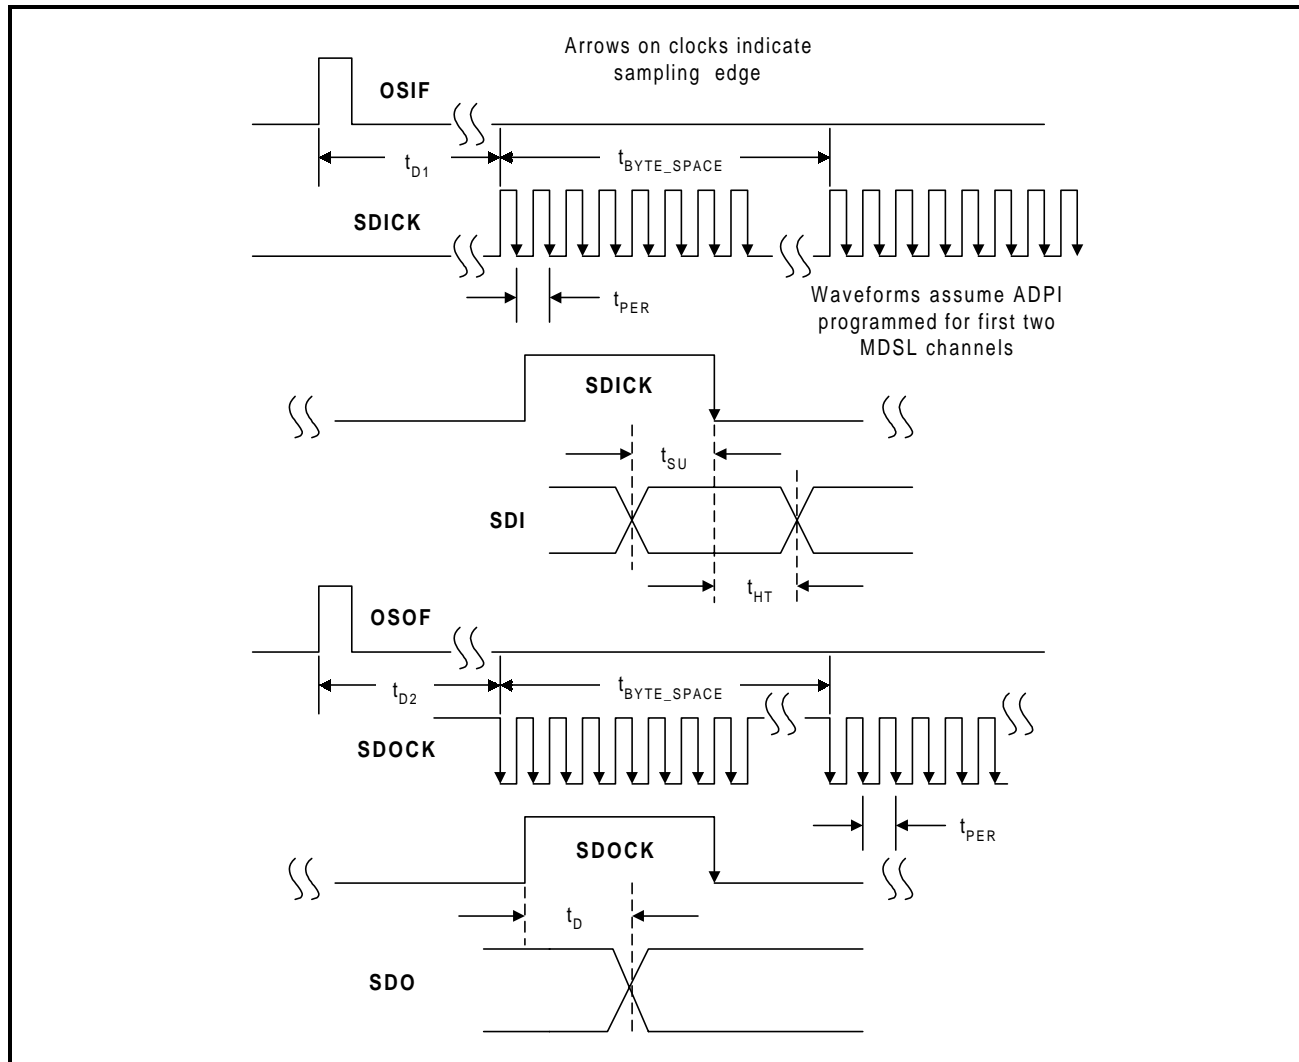 Arrows on clocks indicate
sampling edge
OSIF
tD1
tBYTE_SPACE
SDICK
tPER
Waveforms assume ADPI
programmed for first two
MDSL channels
SDICK
tSU
SDI
tHT
OSOF
tD2
tBYTE_SPACE
SDOCK
tPER
SDOCK
tD
SDO